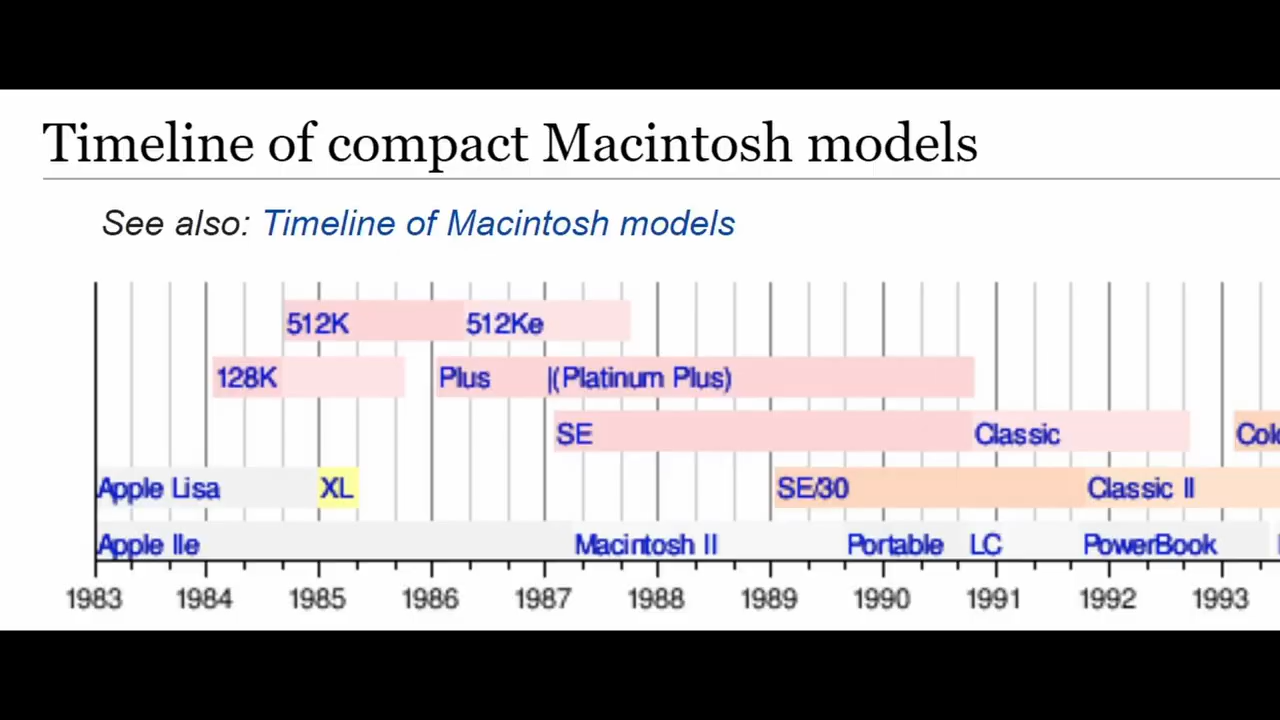 Timeline of compact Macintosh models
See also: Timeline of Macintosh models
512K 512Ke
128K Plus |(Platinum Plus)
SE Classic
Apple Lisa XL SE/30 Classic II
Apple IIe Macintosh II Portable LC PowerBook
1983 1984 1985 1986 1987 1988 1989 1990 1991 1992 1993